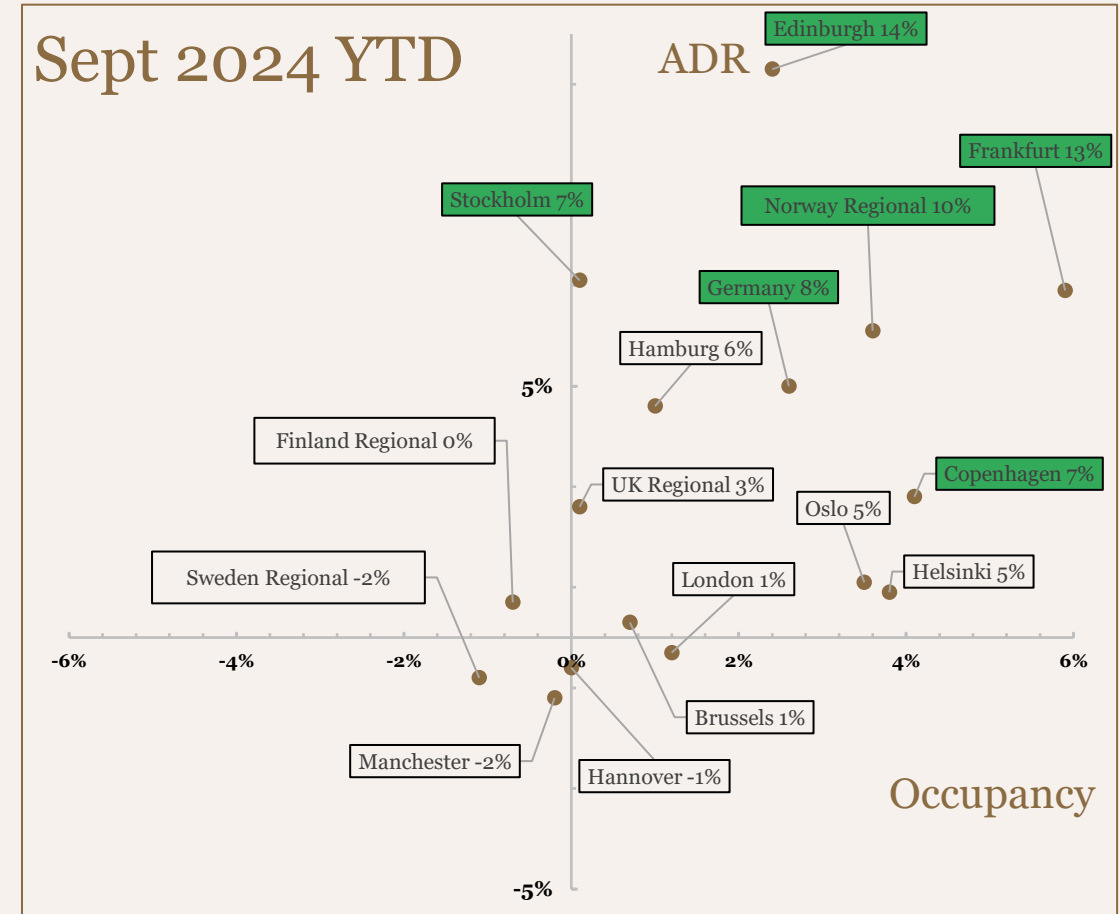 Sept 2024 YTD
ADR
Edinburgh 14%
Frankfurt 13%
Stockholm 7%
Norway Regional 10%
Germany 8%
Hamburg 6%
5%
Finland Regional 0%
Copenhagen 7%
UK Regional 3%
Oslo 5%
Helsinki 5%
Sweden Regional -2%
London 1%
-6%
-4%
-2%
0%
2%
4%
6%
Brussels 1%
Manchester -2%
Hannover -1%
Occupancy
-5%